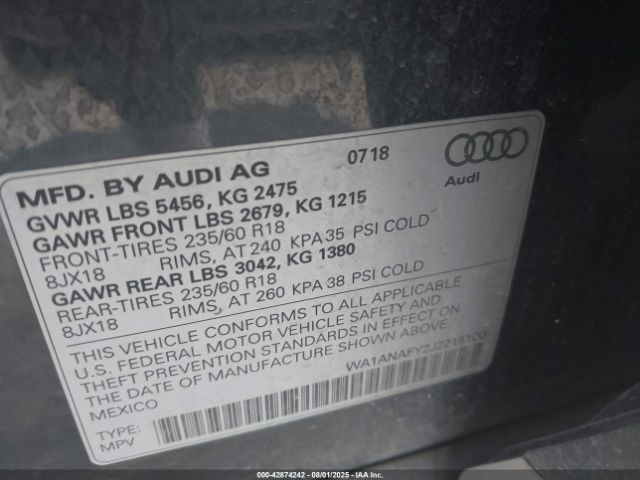 MFD. BY AUDI AG 0718
Audi
GVWR LBS 5456, KG 2475
GAWR FRONT LBS 2679, KG 1215
FRONT-TIRES 235/60 R18
8JX18 RIMS, AT 240 KPA 35 PSI COLD
GAWR REAR LBS 3042, KG 1380
REAR-TIRES 235/60 R18
8JX18 RIMS, AT 260 KPA 38 PSI COLD
THIS VEHICLE CONFORMS TO ALL APPLICABLE
U.S. FEDERAL MOTOR VEHICLE SAFETY AND
THEFT PREVENTION STANDARDS IN EFFECT ON
THE DATE OF MANUFACTURE SHOWN ABOVE.
MEXICO
WA1ANAFY2J2215100
TYPE:
MPV
000-42874242 - 08/01/2025 - IAAI.COM